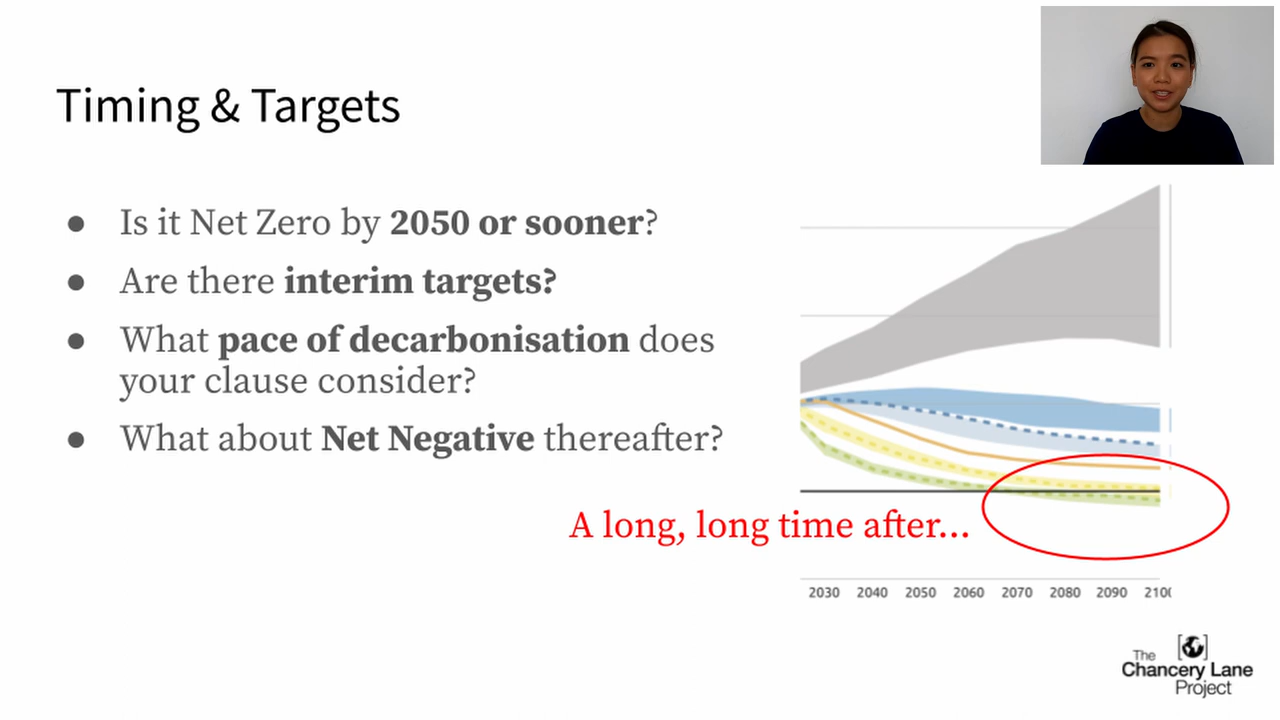 Timing & Targets
● Is it Net Zero by 2050 or sooner?
● Are there interim targets?
● What pace of decarbonisation does
your clause consider?
● What about Net Negative thereafter?
A long, long time after...
2030 2040 2050 2060 2070 2080 2090 2100
The
Chancery Lane
Project